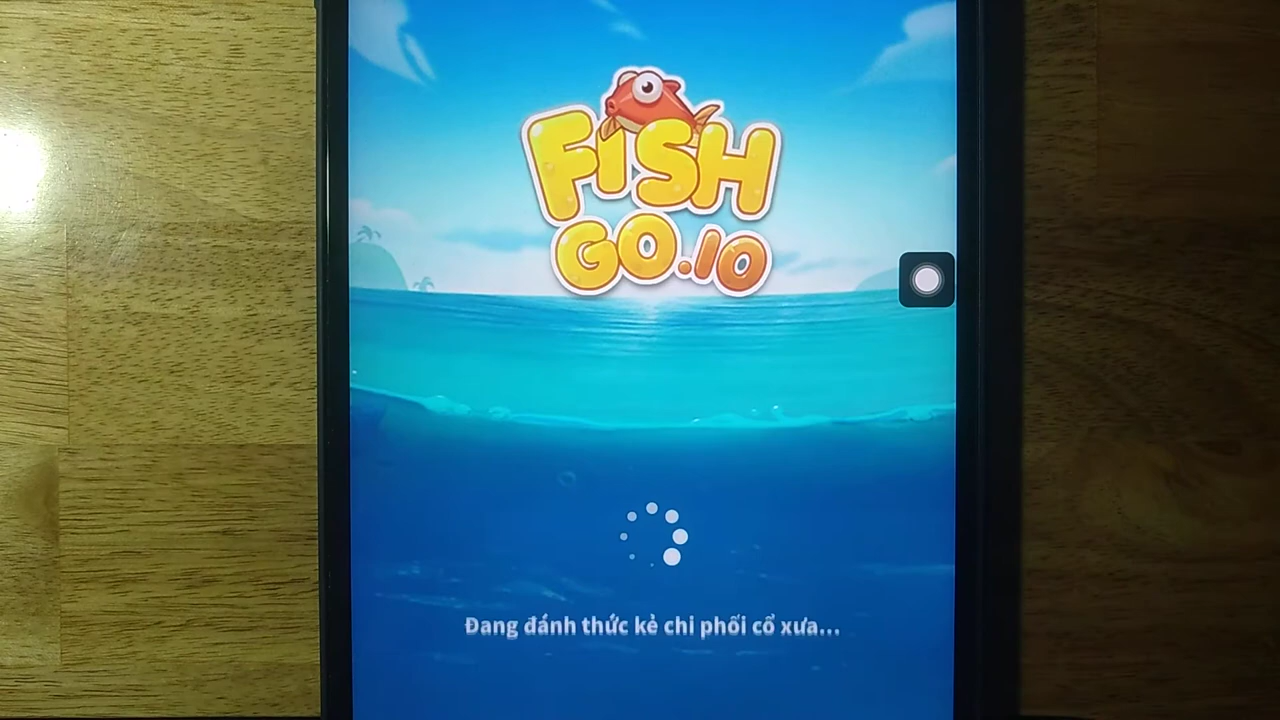 FISH
GO.IO
Đang đánh thức kẻ chi phối cổ xưa...